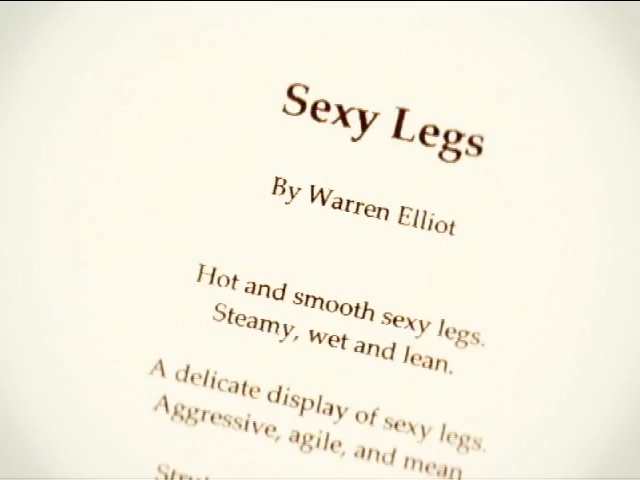 Sexy Legs
By Warren Elliot
Hot and smooth sexy legs.
Steamy, wet and lean.
A delicate display of sexy legs.
Aggressive, agile, and mean